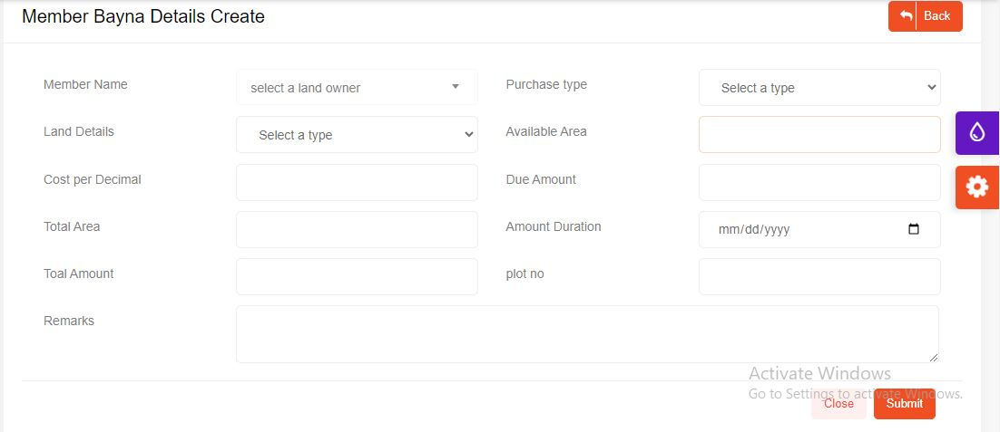 Member Bayna Details Create
Back
Member Name
select a land owner
Purchase type
Select a type
Land Details
Select a type
Available Area
Cost per Decimal
Due Amount
Total Area
Amount Duration
mm/dd/yyyy
Toal Amount
plot no
Remarks
Activate Windows
Go to Settings to activate Windows.
Close
Submit